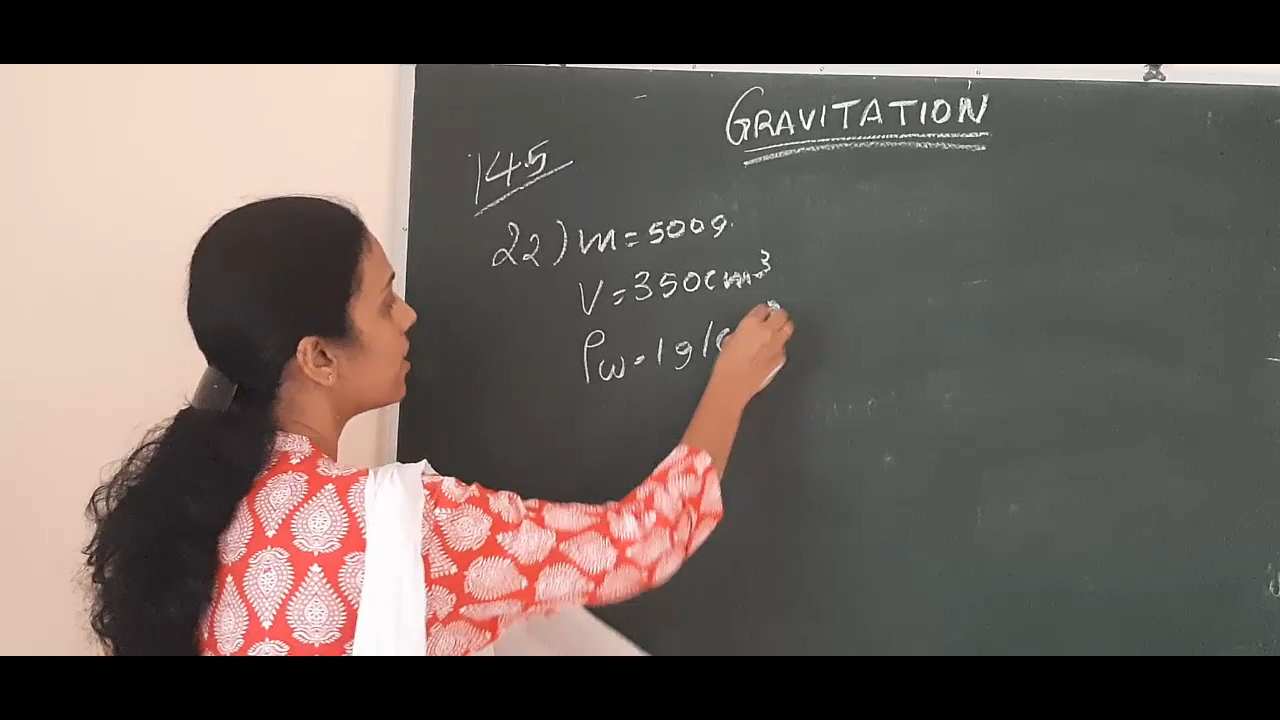 GRAVITATION
145
22) m = 500g.
V = 350cm³
ρw = 1g/c